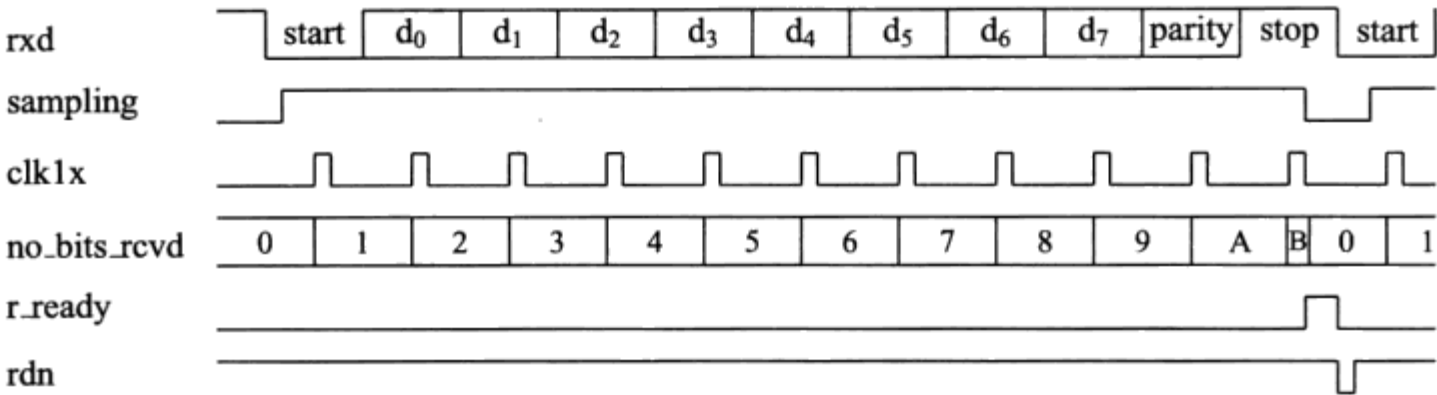 rxd start d₀ d₁ d₂ d₃ d₄ d₅ d₆ d₇ parity stop start
sampling
clk1x
no_bits_rcvd 0 1 2 3 4 5 6 7 8 9 A B 0 1
r_ready
rdn